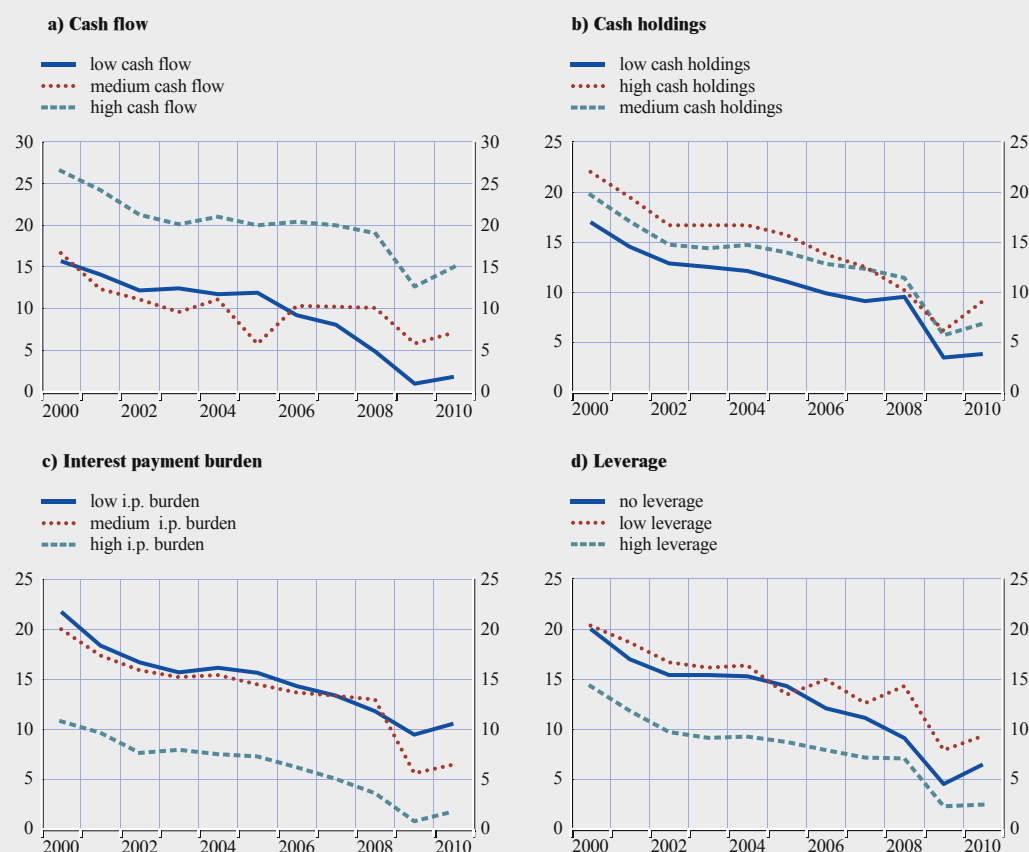 a) Cash flow
low cash flow
medium cash flow
high cash flow
30 30
25 25
20 20
15 15
10 10
5 5
0 0
2000 2002 2004 2006 2008 2010
b) Cash holdings
low cash holdings
high cash holdings
medium cash holdings
25 25
20 20
15 15
10 10
5 5
0 0
2000 2002 2004 2006 2008 2010
c) Interest payment burden
low i.p. burden
medium i.p. burden
high i.p. burden
25 25
20 20
15 15
10 10
5 5
0 0
2000 2002 2004 2006 2008 2010
d) Leverage
no leverage
low leverage
high leverage
25 25
20 20
15 15
10 10
5 5
0 0
2000 2002 2004 2006 2008 2010